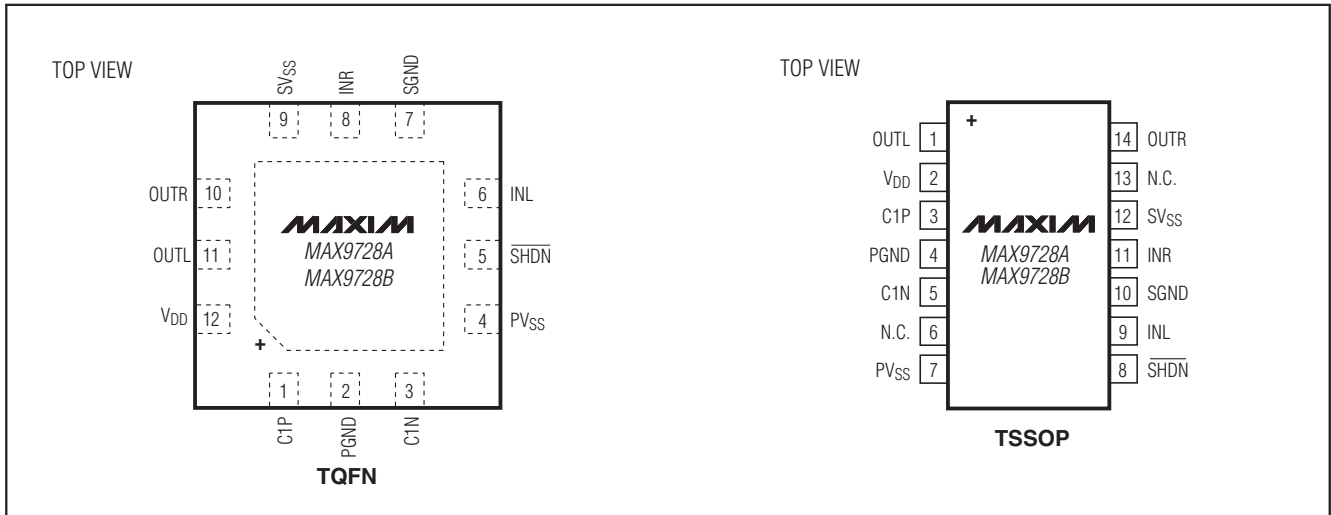 TOP VIEW
SVSS
INR
SGND
9
8
7
OUTR 10
6 INL
OUTL 11
5 SHDN
VDD 12
4 PVSS
MAXIM
MAX9728A
MAX9728B
+
1
2
3
C1P
PGND
C1N
TQFN
TOP VIEW
+
OUTL 1
14 OUTR
VDD 2
13 N.C.
C1P 3
12 SVSS
PGND 4
11 INR
C1N 5
10 SGND
N.C. 6
9 INL
PVSS 7
8 SHDN
MAXIM
MAX9728A
MAX9728B
TSSOP